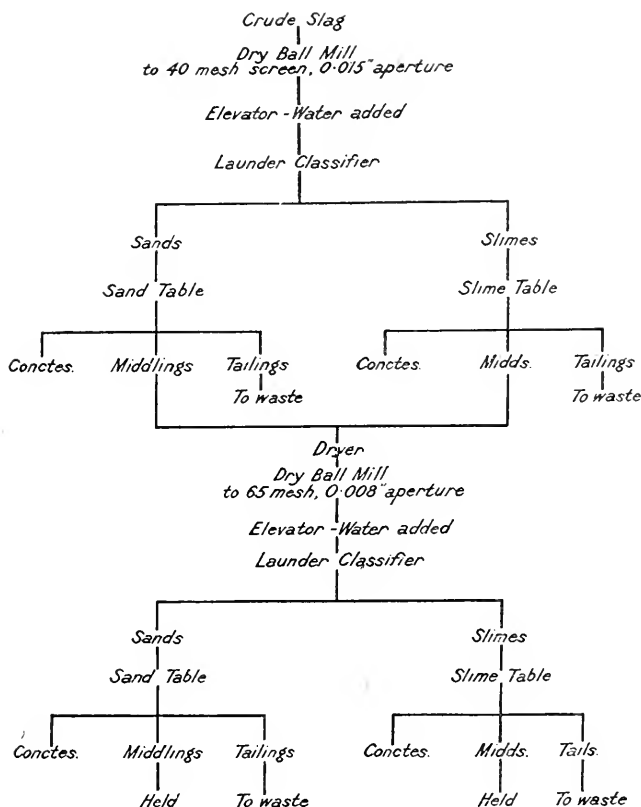 Crude Slag
Dry Ball Mill
to 40 mesh screen, 0·015" aperture
Elevator - Water added
Launder Classifier
Sands Slimes
Sand Table Slime Table
Conctes. Middlings Tailings Conctes. Midds. Tailings
To waste To waste
Dryer
Dry Ball Mill
to 65 mesh, 0·008" aperture
Elevator - Water added
Launder Classifier
Sands Slimes
Sand Table Slime Table
Conctes. Middlings Tailings Conctes. Midds. Tails.
Held To waste Held To waste